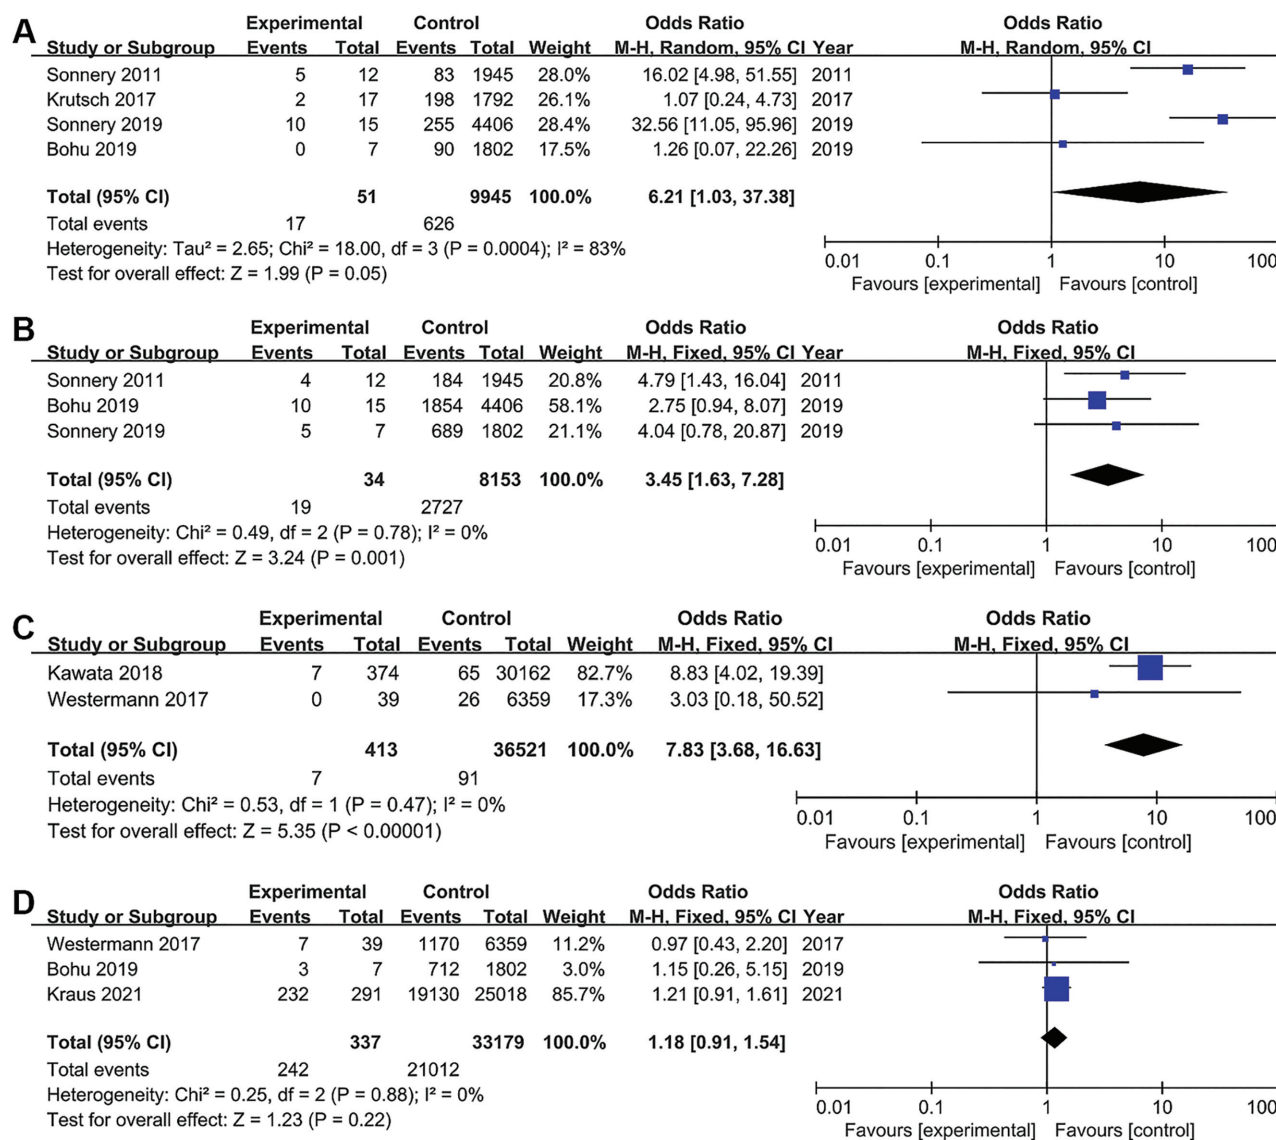 A
Experimental Control Odds Ratio Odds Ratio
Study or Subgroup Events Total Events Total Weight M-H, Random, 95% CI Year M-H, Random, 95% CI
Sonnery 2011 5 12 83 1945 28.0% 16.02 [4.98, 51.55] 2011
Krutsch 2017 2 17 198 1792 26.1% 1.07 [0.24, 4.73] 2017
Sonnery 2019 10 15 255 4406 28.4% 32.56 [11.05, 95.96] 2019
Bohu 2019 0 7 90 1802 17.5% 1.26 [0.07, 22.26] 2019
Total (95% CI) 51 9945 100.0% 6.21 [1.03, 37.38]
Total events 17 626
Heterogeneity: Tau² = 2.65; Chi² = 18.00, df = 3 (P = 0.0004); I² = 83%
Test for overall effect: Z = 1.99 (P = 0.05)
0.01 0.1 1 10 100
Favours [experimental] Favours [control]
B
Experimental Control Odds Ratio Odds Ratio
Study or Subgroup Events Total Events Total Weight M-H, Fixed, 95% CI Year M-H, Fixed, 95% CI
Sonnery 2011 4 12 184 1945 20.8% 4.79 [1.43, 16.04] 2011
Bohu 2019 10 15 1854 4406 58.1% 2.75 [0.94, 8.07] 2019
Sonnery 2019 5 7 689 1802 21.1% 4.04 [0.78, 20.87] 2019
Total (95% CI) 34 8153 100.0% 3.45 [1.63, 7.28]
Total events 19 2727
Heterogeneity: Chi² = 0.49, df = 2 (P = 0.78); I² = 0%
Test for overall effect: Z = 3.24 (P = 0.001)
0.01 0.1 1 10 100
Favours [experimental] Favours [control]
C
Experimental Control Odds Ratio Odds Ratio
Study or Subgroup Events Total Events Total Weight M-H, Fixed, 95% CI M-H, Fixed, 95% CI
Kawata 2018 7 374 65 30162 82.7% 8.83 [4.02, 19.39]
Westermann 2017 0 39 26 6359 17.3% 3.03 [0.18, 50.52]
Total (95% CI) 413 36521 100.0% 7.83 [3.68, 16.63]
Total events 7 91
Heterogeneity: Chi² = 0.53, df = 1 (P = 0.47); I² = 0%
Test for overall effect: Z = 5.35 (P < 0.00001)
0.01 0.1 1 10 100
Favours [experimental] Favours [control]
D
Experimental Control Odds Ratio Odds Ratio
Study or Subgroup Events Total Events Total Weight M-H, Fixed, 95% CI Year M-H, Fixed, 95% CI
Westermann 2017 7 39 1170 6359 11.2% 0.97 [0.43, 2.20] 2017
Bohu 2019 3 7 712 1802 3.0% 1.15 [0.26, 5.15] 2019
Kraus 2021 232 291 19130 25018 85.7% 1.21 [0.91, 1.61] 2021
Total (95% CI) 337 33179 100.0% 1.18 [0.91, 1.54]
Total events 242 21012
Heterogeneity: Chi² = 0.25, df = 2 (P = 0.88); I² = 0%
Test for overall effect: Z = 1.23 (P = 0.22)
0.01 0.1 1 10 100
Favours [experimental] Favours [control]